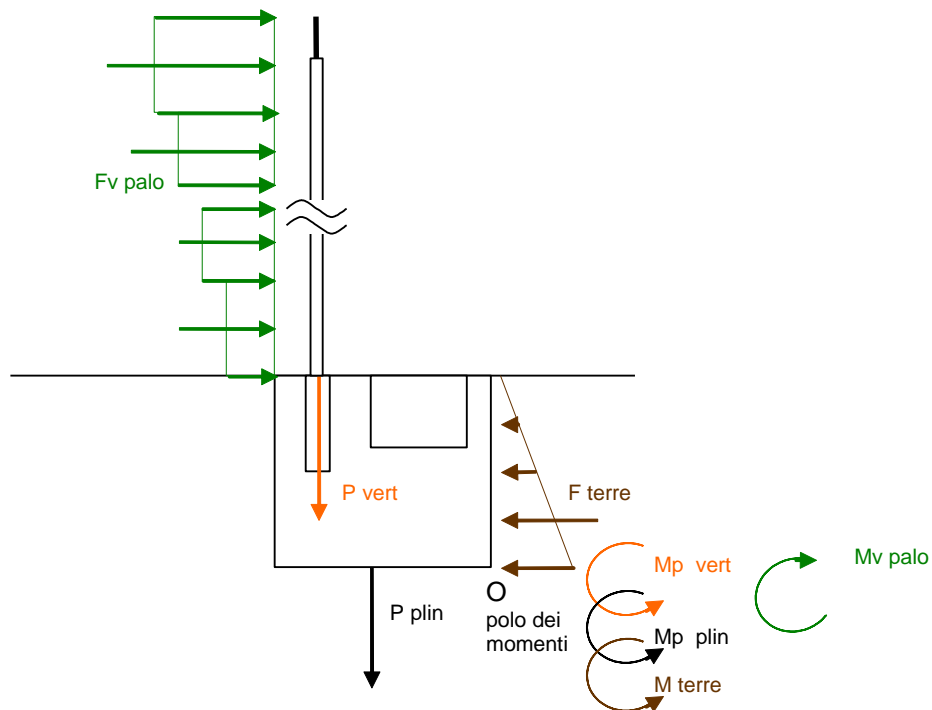 Fv palo
P vert
F terre
Mp vert
Mv palo
O
polo dei
momenti
P plin
Mp plin
M terre